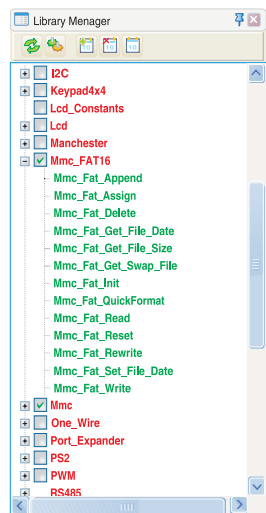 Library Menager
I2C
Keypad4x4
Lcd_Constants
Lcd
Manchester
Mmc_FAT16
Mmc_Fat_Append
Mmc_Fat_Assign
Mmc_Fat_Delete
Mmc_Fat_Get_File_Date
Mmc_Fat_Get_File_Size
Mmc_Fat_Get_Swap_File
Mmc_Fat_Init
Mmc_Fat_QuickFormat
Mmc_Fat_Read
Mmc_Fat_Reset
Mmc_Fat_Rewrite
Mmc_Fat_Set_File_Date
Mmc_Fat_Write
Mmc
One_Wire
Port_Expander
PS2
PWM
RS485